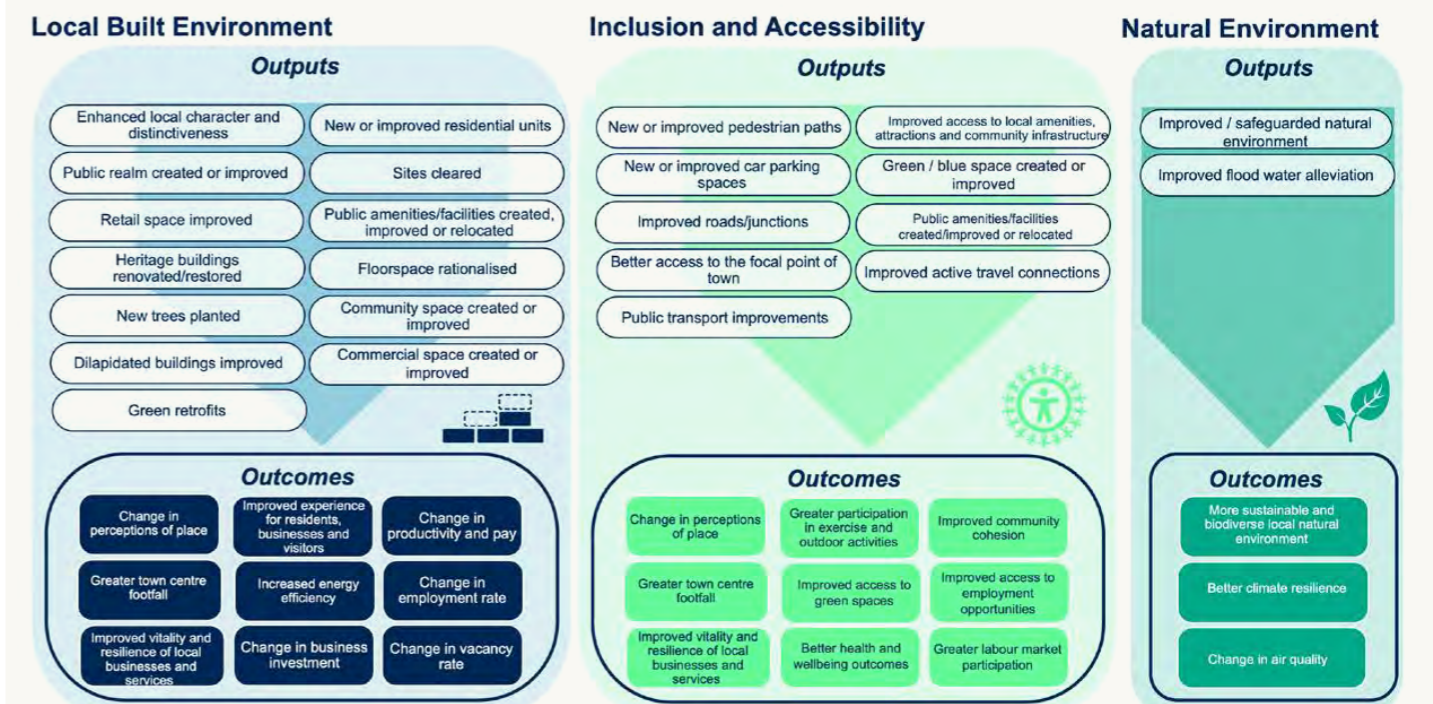 Local Built Environment
Outputs
Enhanced local character and
distinctiveness
New or improved residential units
Public realm created or improved
Sites cleared
Retail space improved
Public amenities/facilities created,
improved or relocated
Heritage buildings
renovated/restored
Floorspace rationalised
New trees planted
Community space created or
improved
Dilapidated buildings improved
Commercial space created or
improved
Green retrofits
Outcomes
Change in
perceptions of place
Improved experience
for residents,
businesses and
visitors
Change in
productivity and pay
Greater town centre
footfall
Increased energy
efficiency
Change in
employment rate
Improved vitality and
resilience of local
businesses and
services
Change in business
investment
Change in vacancy
rate
Inclusion and Accessibility
Outputs
New or improved pedestrian paths
Improved access to local amenities,
attractions and community infrastructure
New or improved car parking
spaces
Green / blue space created or
improved
Improved roads/junctions
Public amenities/facilities
created/improved or relocated
Better access to the focal point of
town
Improved active travel connections
Public transport improvements
Outcomes
Change in perceptions
of place
Greater participation
in exercise and
outdoor activities
Improved community
cohesion
Greater town centre
footfall
Improved access to
green spaces
Improved access to
employment
opportunities
Improved vitality and
resilience of local
businesses and
services
Better health and
wellbeing outcomes
Greater labour market
participation
Natural Environment
Outputs
Improved / safeguarded natural
environment
Improved flood water alleviation
Outcomes
More sustainable and
biodiverse local natural
environment
Better climate resilience
Change in air quality